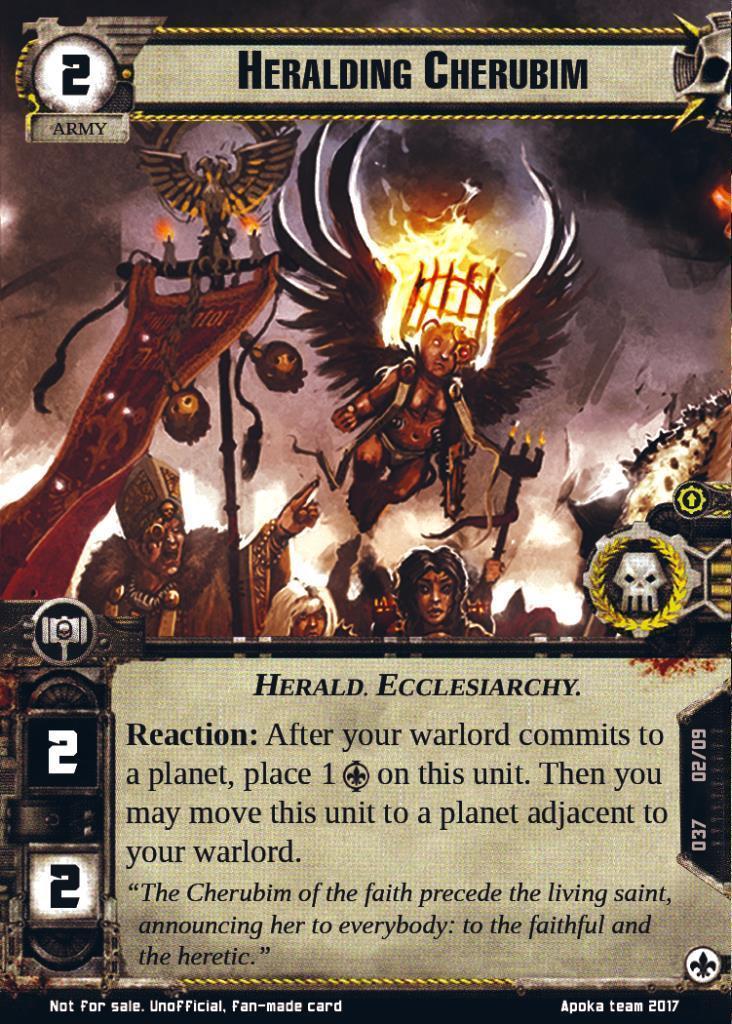 2
HERALDING CHERUBIM
ARMY
HERALD. ECCLESIARCHY.
2
2
Reaction: After your warlord commits to
a planet, place 1 on this unit. Then you
may move this unit to a planet adjacent to
your warlord.
“The Cherubim of the faith precede the living saint,
announcing her to everybody: to the faithful and
the heretic.”
037 02/09
Not for sale. Unofficial, Fan-made card
Apoka team 2017